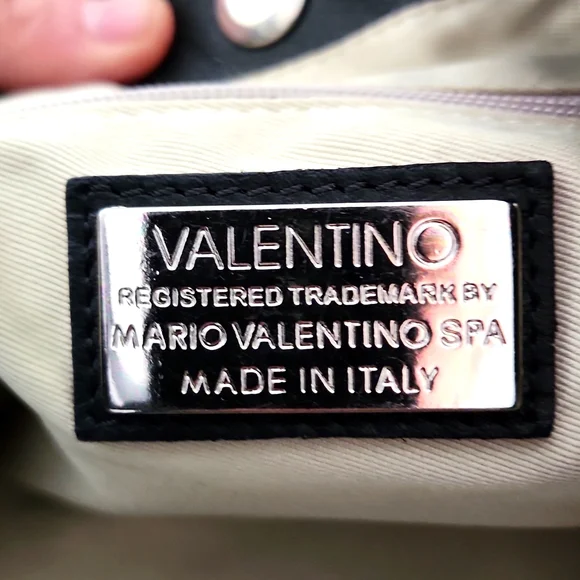 VALENTINO
REGISTERED TRADEMARK BY
MARIO VALENTINO SPA
MADE IN ITALY